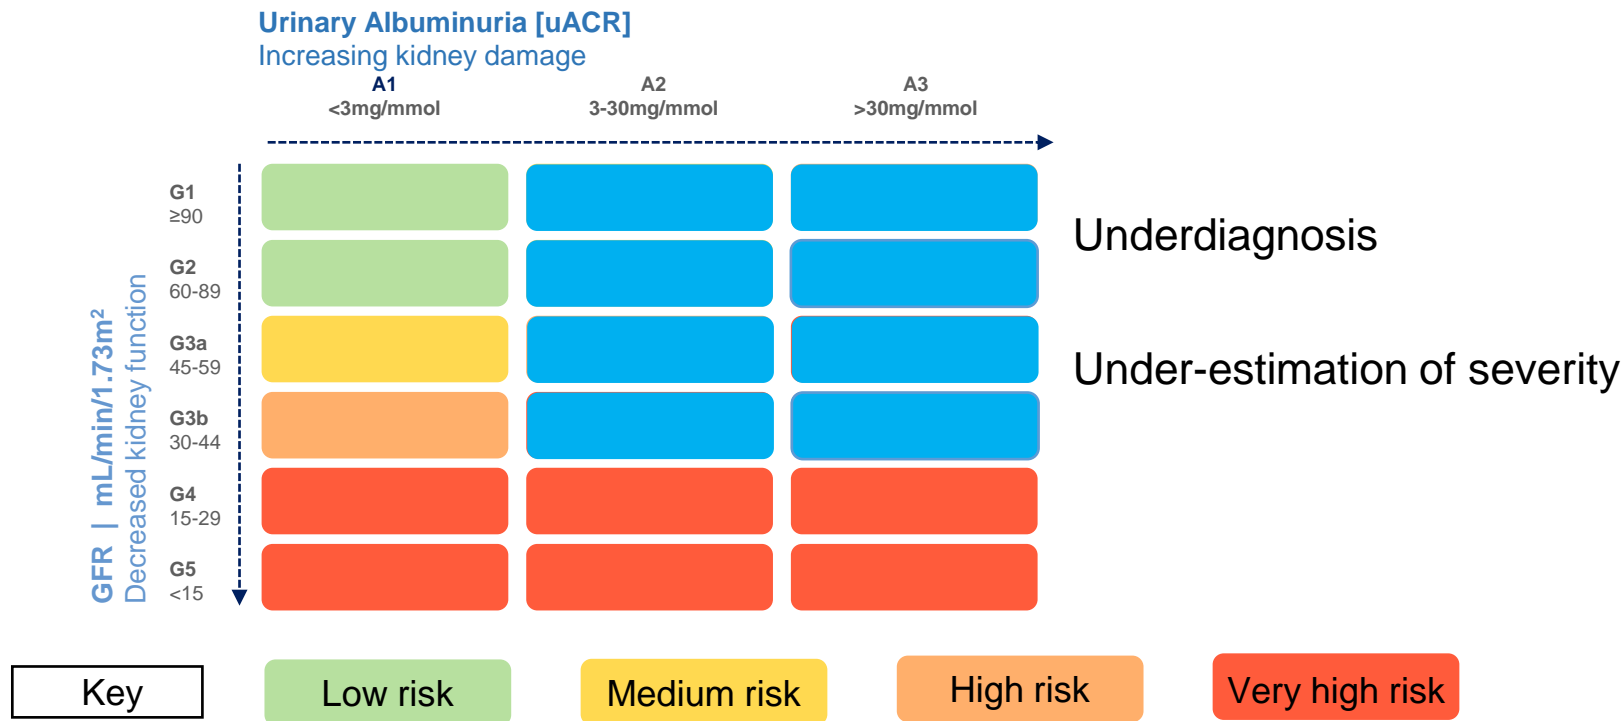 Urinary Albuminuria [uACR]
Increasing kidney damage
A1
<3mg/mmol
A2
3-30mg/mmol
A3
>30mg/mmol
GFR | mL/min/1.73m²
Decreased kidney function
G1
≥90
G2
60-89
G3a
45-59
G3b
30-44
G4
15-29
G5
<15
Underdiagnosis
Under-estimation of severity
Key
Low risk
Medium risk
High risk
Very high risk